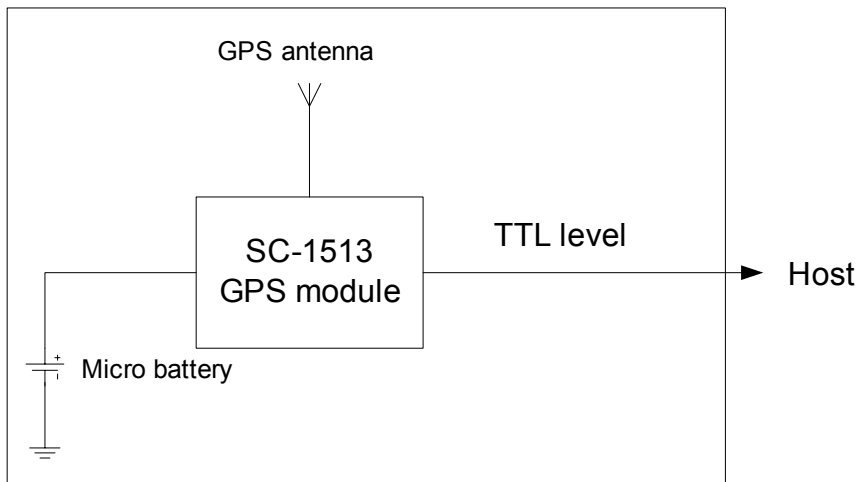 GPS antenna
SC-1513
GPS module
TTL level
Host
+
-
Micro battery